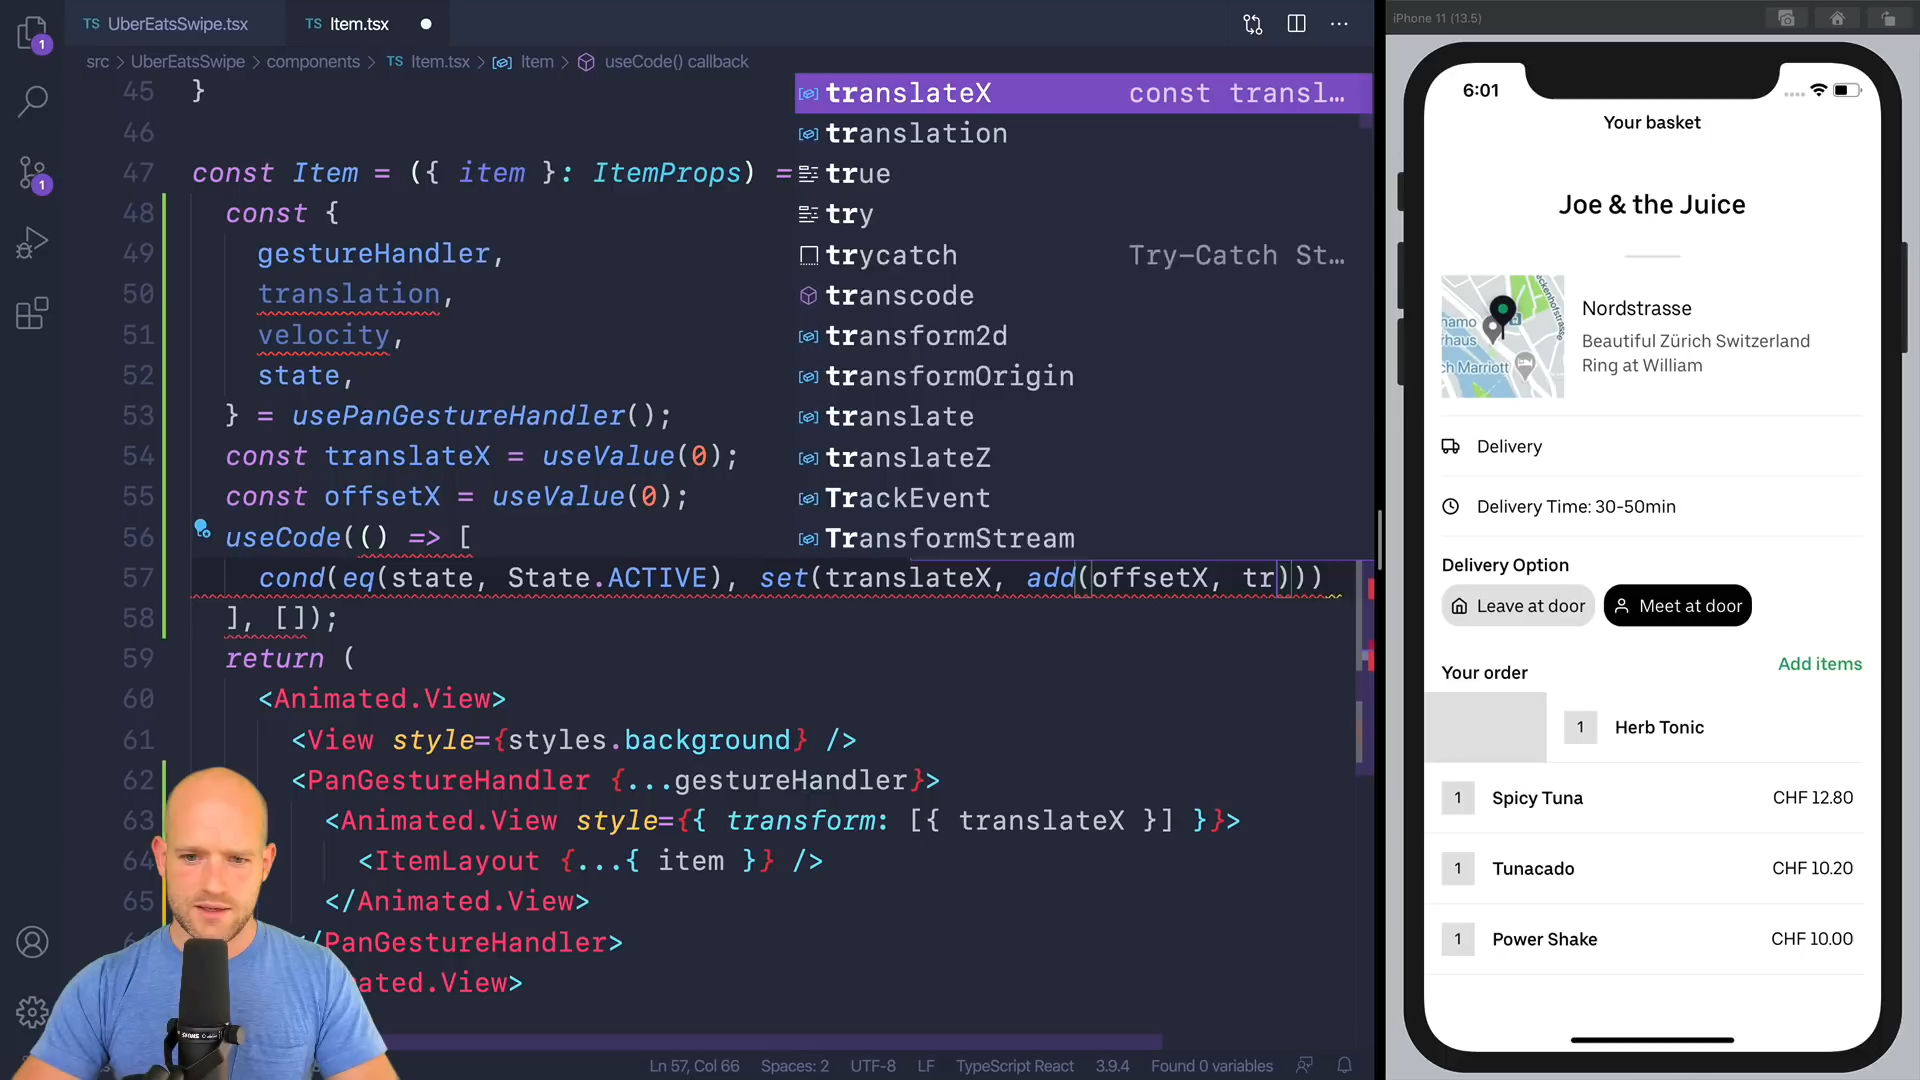 TS UberEatsSwipe.tsx
TS Item.tsx
src > UberEatsSwipe > components > TS Item.tsx > Item > useCode() callback
1
1
45 }
46
47 const Item = ({ item }: ItemProps) =
48 const {
49 gestureHandler,
50 translation,
51 velocity,
52 state,
53 } = usePanGestureHandler();
54 const translateX = useValue(0);
55 const offsetX = useValue(0);
56 useCode(() => [
57 cond(eq(state, State.ACTIVE), set(translateX, add(offsetX, tr)))
58 ], []);
59 return (
60 <Animated.View>
61 <View style={styles.background} />
62 <PanGestureHandler {...gestureHandler}>
63 <Animated.View style={{ transform: [{ translateX }] }}>
64 <ItemLayout {...{ item }} />
65 </Animated.View>
/PanGestureHandler>
ated.View>
translateX const transl...
translation
true
try
trycatch Try-Catch St...
transcode
transform2d
transformOrigin
translate
translateZ
TrackEvent
TransformStream
Ln 57, Col 66 Spaces: 2 UTF-8 LF TypeScript React 3.9.4 Found 0 variables
iPhone 11 (13.5)
6:01
Your basket
Joe & the Juice
Nordstrasse
Beautiful Zürich Switzerland
Ring at William
Delivery
Delivery Time: 30-50min
Delivery Option
Leave at door
Meet at door
Your order
Add items
1 Herb Tonic
1 Spicy Tuna CHF 12.80
1 Tunacado CHF 10.20
1 Power Shake CHF 10.00